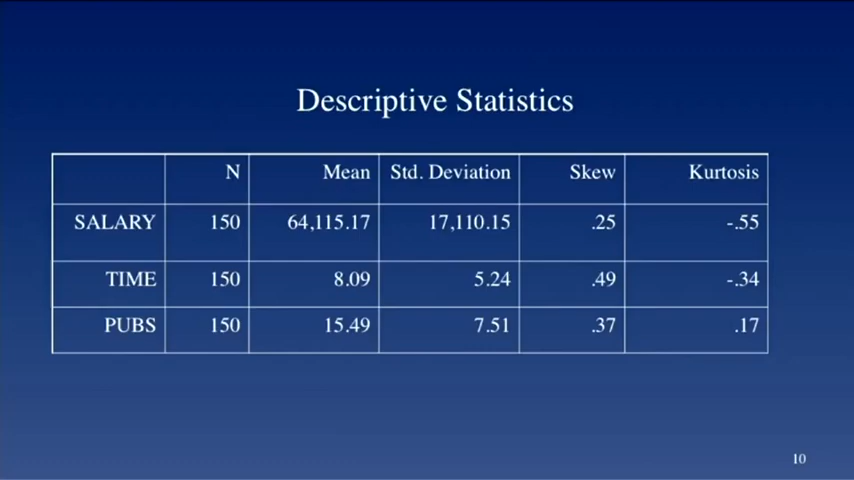 Descriptive Statistics
N Mean Std. Deviation Skew Kurtosis
SALARY 150 64,115.17 17,110.15 .25 -.55
TIME 150 8.09 5.24 .49 -.34
PUBS 150 15.49 7.51 .37 .17
10